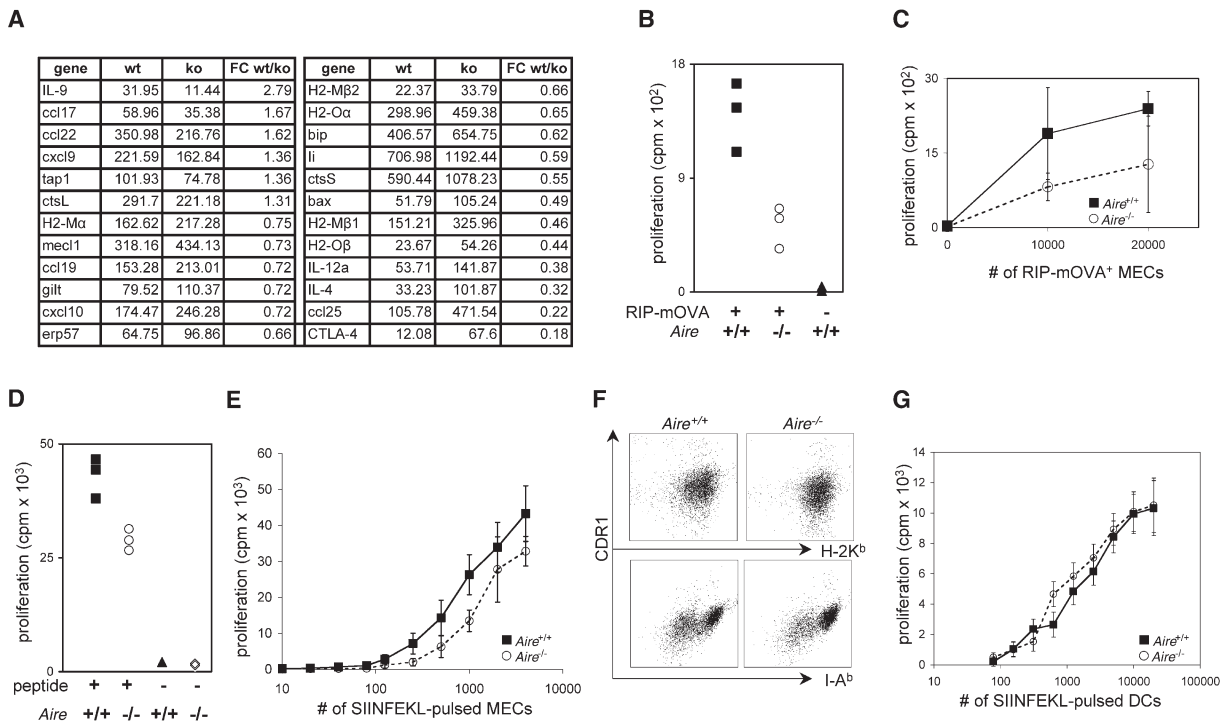 A
gene wt ko FC wt/ko gene wt ko FC wt/ko
IL-9 31.95 11.44 2.79 H2-Mβ2 22.37 33.79 0.66
ccl17 58.96 35.38 1.67 H2-Oα 298.96 459.38 0.65
ccl22 350.98 216.76 1.62 bip 406.57 654.75 0.62
cxcl9 221.59 162.84 1.36 Ii 706.98 1192.44 0.59
tap1 101.93 74.78 1.36 ctsS 590.44 1078.23 0.55
ctsL 291.7 221.18 1.31 bax 51.79 105.24 0.49
H2-Mα 162.62 217.28 0.75 H2-Mβ1 151.21 325.96 0.46
mecl1 318.16 434.13 0.73 H2-Oβ 23.67 54.26 0.44
ccl19 153.28 213.01 0.72 IL-12a 53.71 141.87 0.38
gilt 79.52 110.37 0.72 IL-4 33.23 101.87 0.32
cxcl10 174.47 246.28 0.72 ccl25 105.78 471.54 0.22
erp57 64.75 96.86 0.66 CTLA-4 12.08 67.6 0.18
B
proliferation (cpm x 10²)
18
9
0
RIP-mOVA + + -
Aire +/+ -/- +/+
C
proliferation (cpm x 10²)
30
15
0
0 10000 20000
# of RIP-mOVA⁺ MECs
Aire+/+
Aire-/-
D
proliferation (cpm x 10³)
50
25
0
peptide + + - -
Aire +/+ -/- +/+ -/-
E
proliferation (cpm x 10³)
60
50
40
30
20
10
0
10 100 1000 10000
# of SIINFEKL-pulsed MECs
Aire+/+
Aire-/-
F
Aire+/+ Aire-/-
CDR1
H-2Kᵇ
I-Aᵇ
G
proliferation (cpm x 10³)
14
12
10
8
6
4
2
0
10 100 1000 10000 100000
# of SIINFEKL-pulsed DCs
Aire+/+
Aire-/-